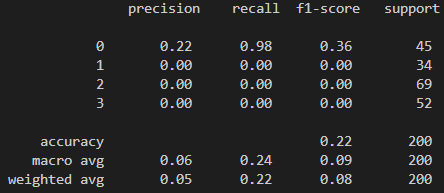 precision recall f1-score support
0 0.22 0.98 0.36 45
1 0.00 0.00 0.00 34
2 0.00 0.00 0.00 69
3 0.00 0.00 0.00 52
accuracy 0.22 200
macro avg 0.06 0.24 0.09 200
weighted avg 0.05 0.22 0.08 200